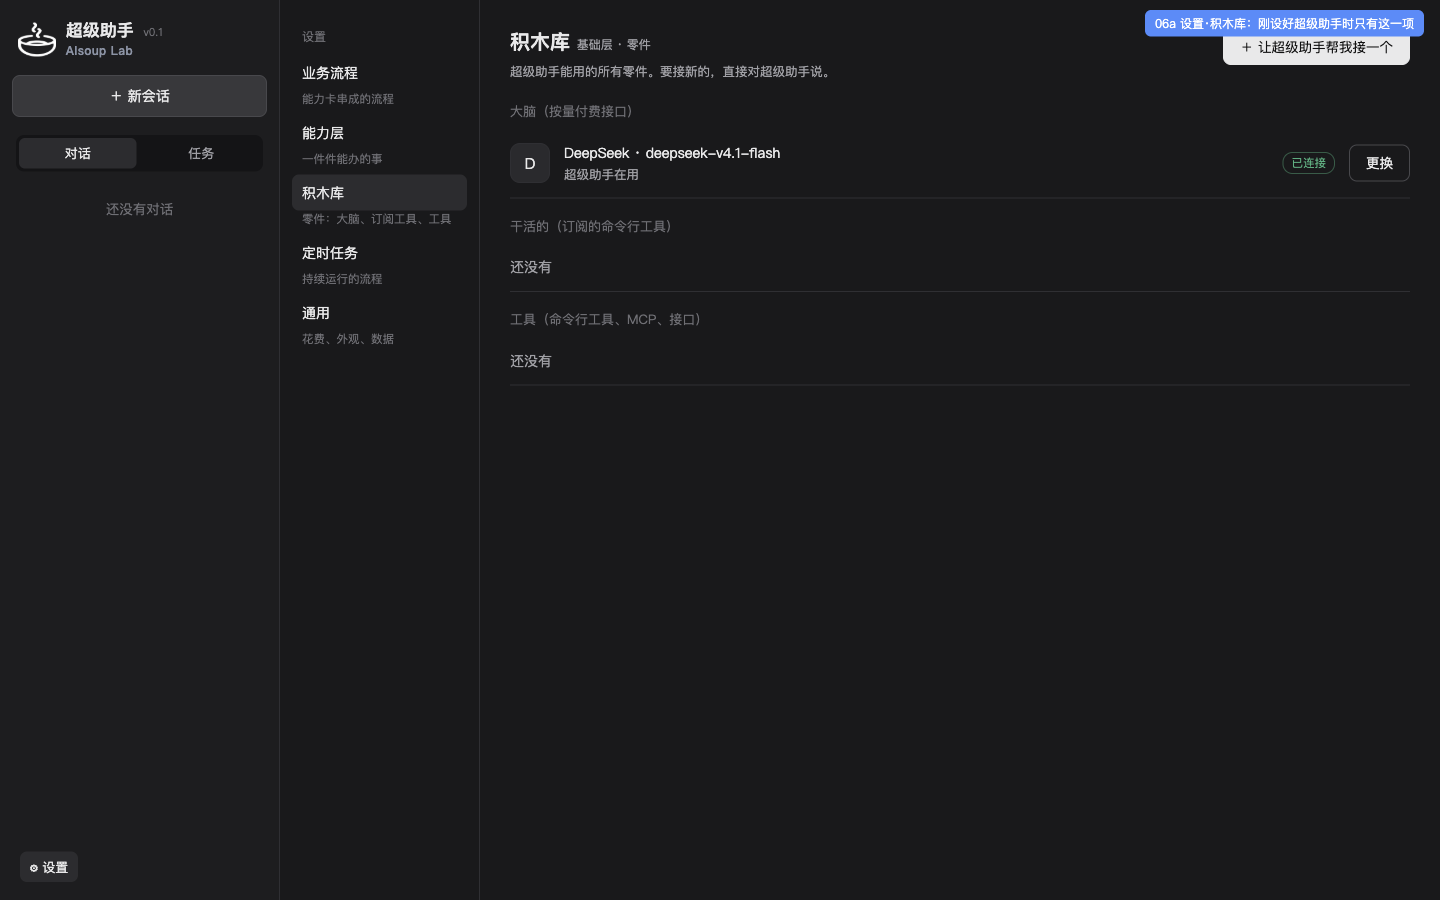 超级助手 v0.1
AIsoup Lab
+ 新会话
对话 任务
还没有对话
⚙ 设置
设置
业务流程
能力卡串成的流程
能力层
一件件能办的事
积木库
零件：大脑、订阅工具、工具
定时任务
持续运行的流程
通用
花费、外观、数据
06a 设置·积木库：刚设好超级助手时只有这一项
积木库 基础层 · 零件
+ 让超级助手帮我接一个
超级助手能用的所有零件。要接新的，直接对超级助手说。
大脑（按量付费接口）
D
DeepSeek · deepseek-v4.1-flash
超级助手在用
已连接
更换
干活的（订阅的命令行工具）
还没有
工具（命令行工具、MCP、接口）
还没有